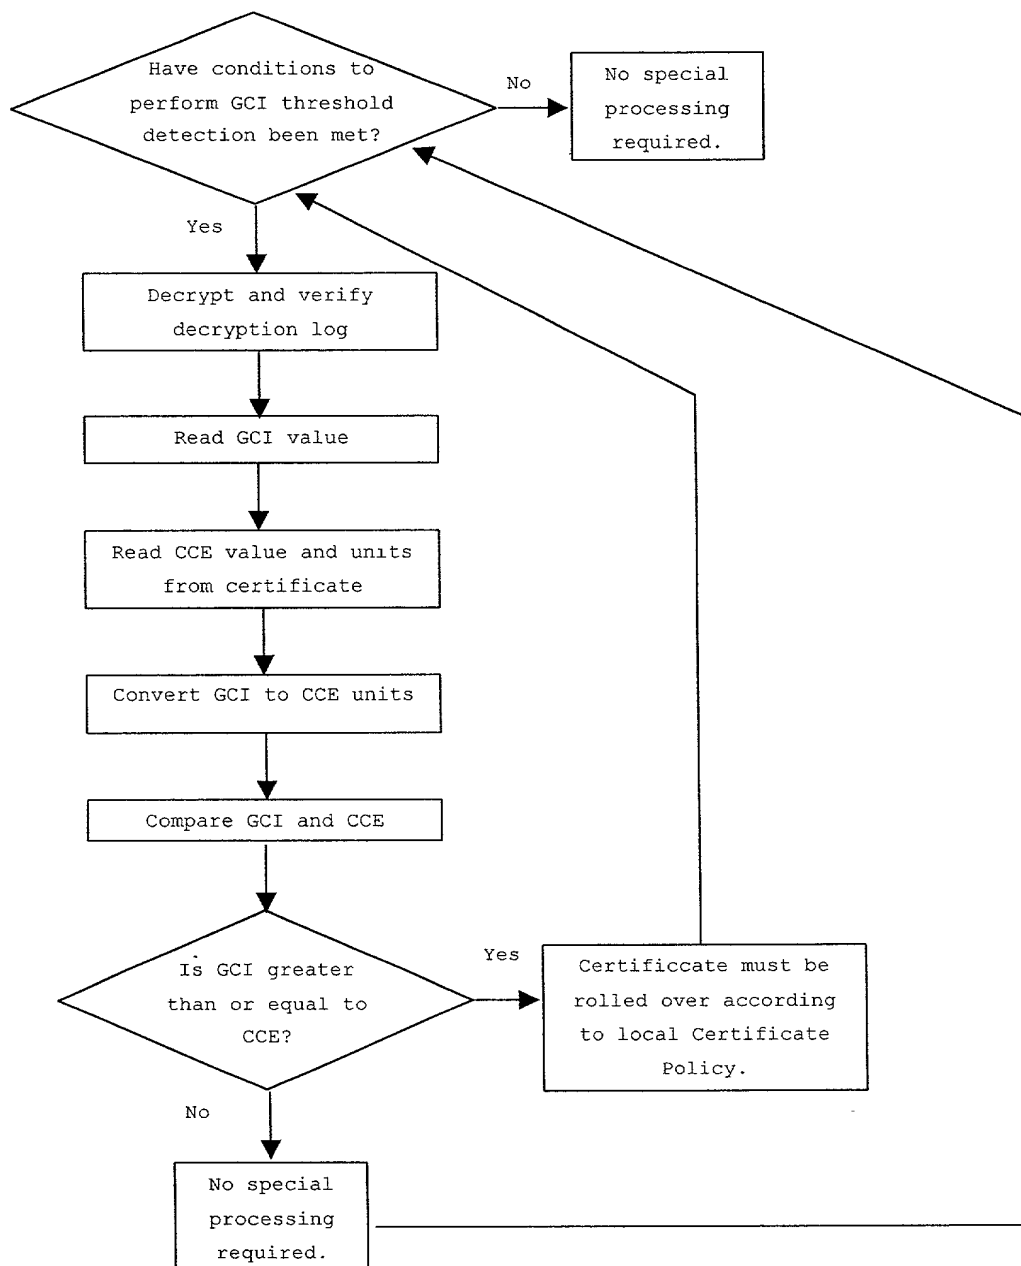 Have conditions to
perform GCI threshold
detection been met?
No
No special
processing
required.
Yes
Decrypt and verify
decryption log
Read GCI value
Read CCE value and units
from certificate
Convert GCI to CCE units
Compare GCI and CCE
Is GCI greater
than or equal to
CCE?
Yes
Certificcate must be
rolled over according
to local Certificate
Policy.
No
No special
processing
required.